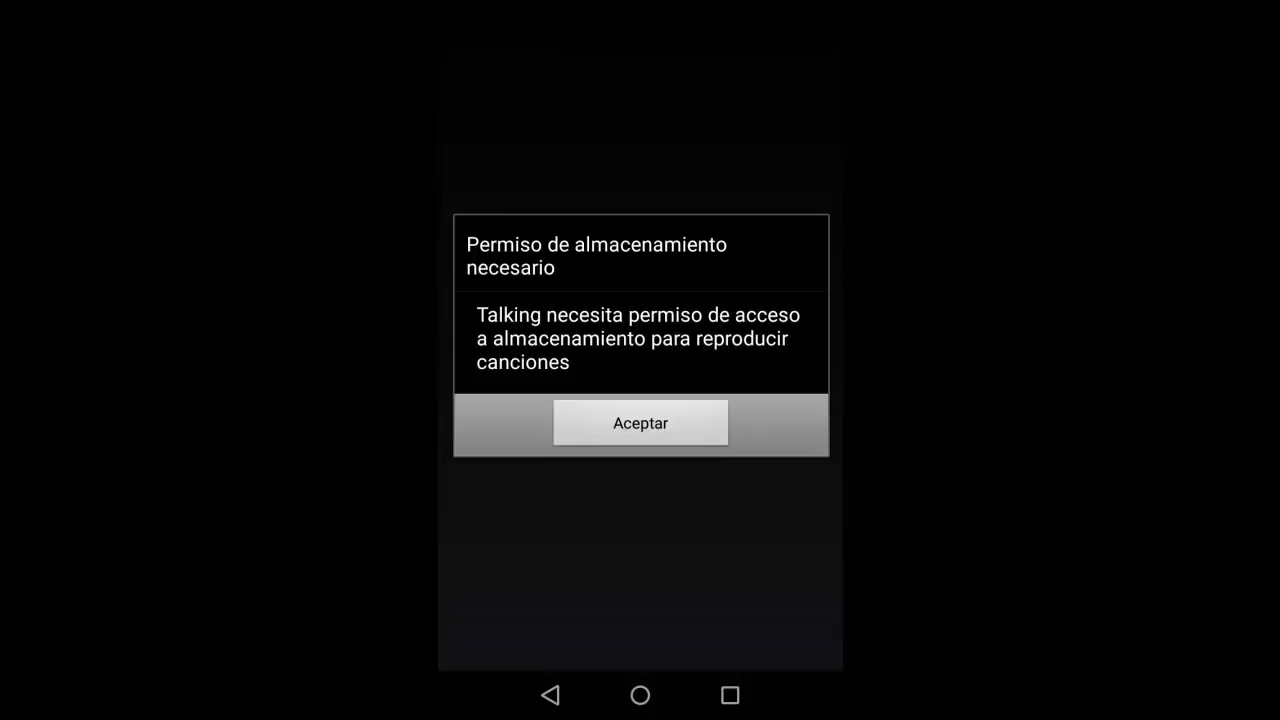 Permiso de almacenamiento
necesario
Talking necesita permiso de acceso
a almacenamiento para reproducir
canciones
Aceptar